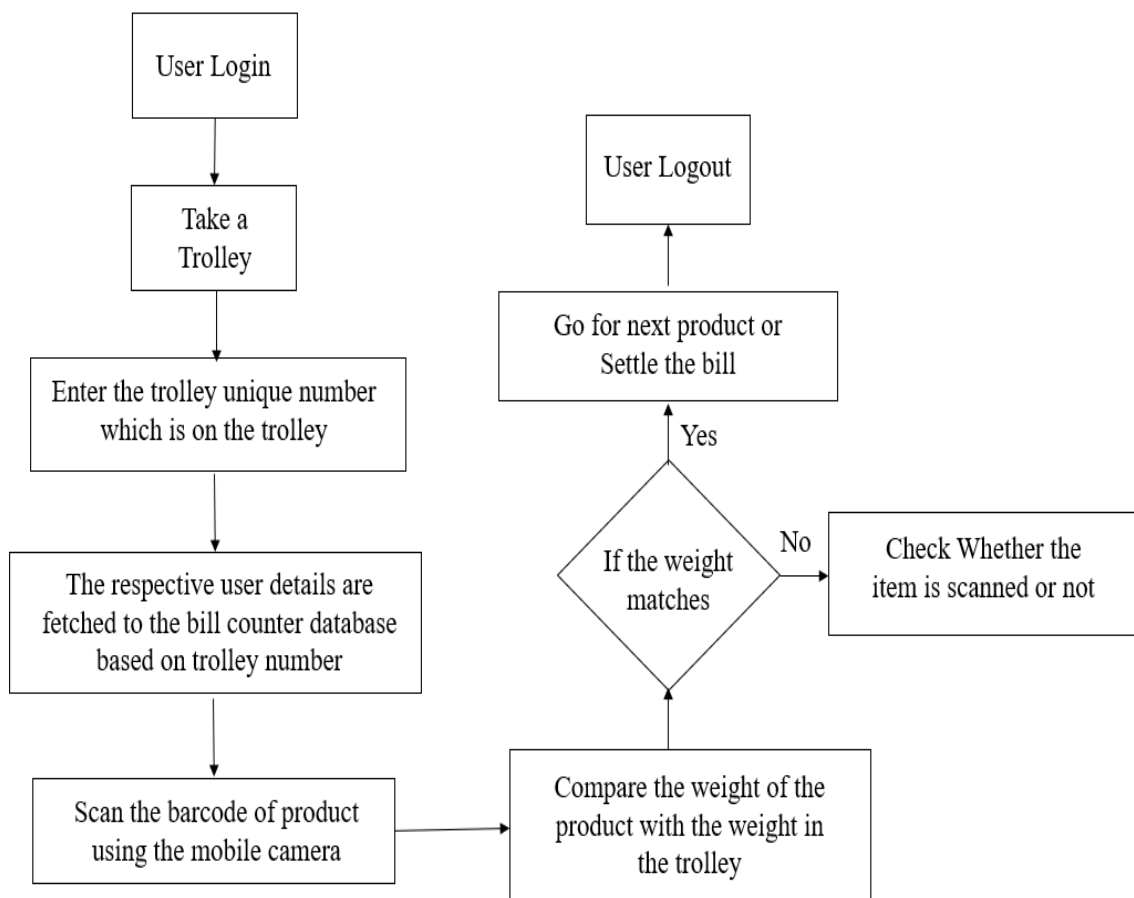 User Login
Take a
Trolley
Enter the trolley unique number
which is on the trolley
The respective user details are
fetched to the bill counter database
based on trolley number
Scan the barcode of product
using the mobile camera
Compare the weight of the
product with the weight in
the trolley
If the weight
matches
No
Check Whether the
item is scanned or not
Yes
Go for next product or
Settle the bill
User Logout